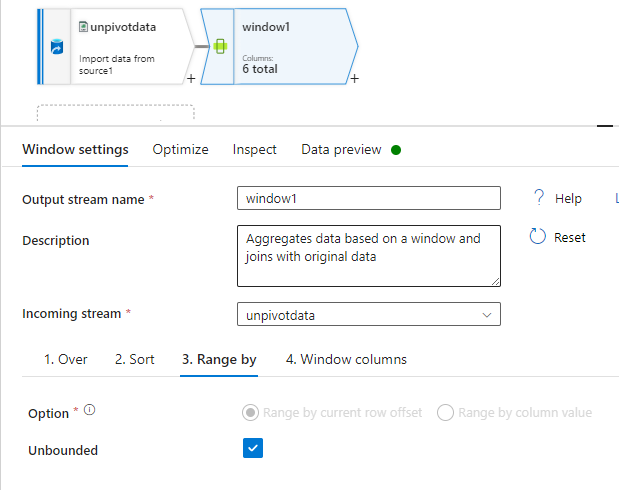 unpivotdata
Import data from
source1
+
window1
Columns:
6 total
+
Window settings
Optimize
Inspect
Data preview
Output stream name *
window1
? Help
Description
Aggregates data based on a window and
joins with original data
Reset
Incoming stream *
unpivotdata
1. Over
2. Sort
3. Range by
4. Window columns
Option *
Range by current row offset
Range by column value
Unbounded